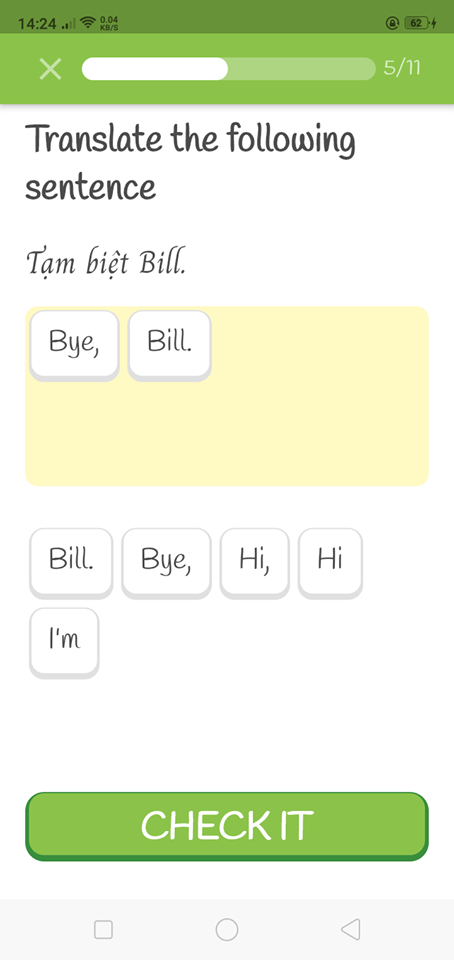 14:24 0.04 KB/S 62
5/11
Translate the following
sentence
Tạm biệt Bill.
Bye, Bill.
Bill. Bye, Hi, Hi
I'm
CHECK IT